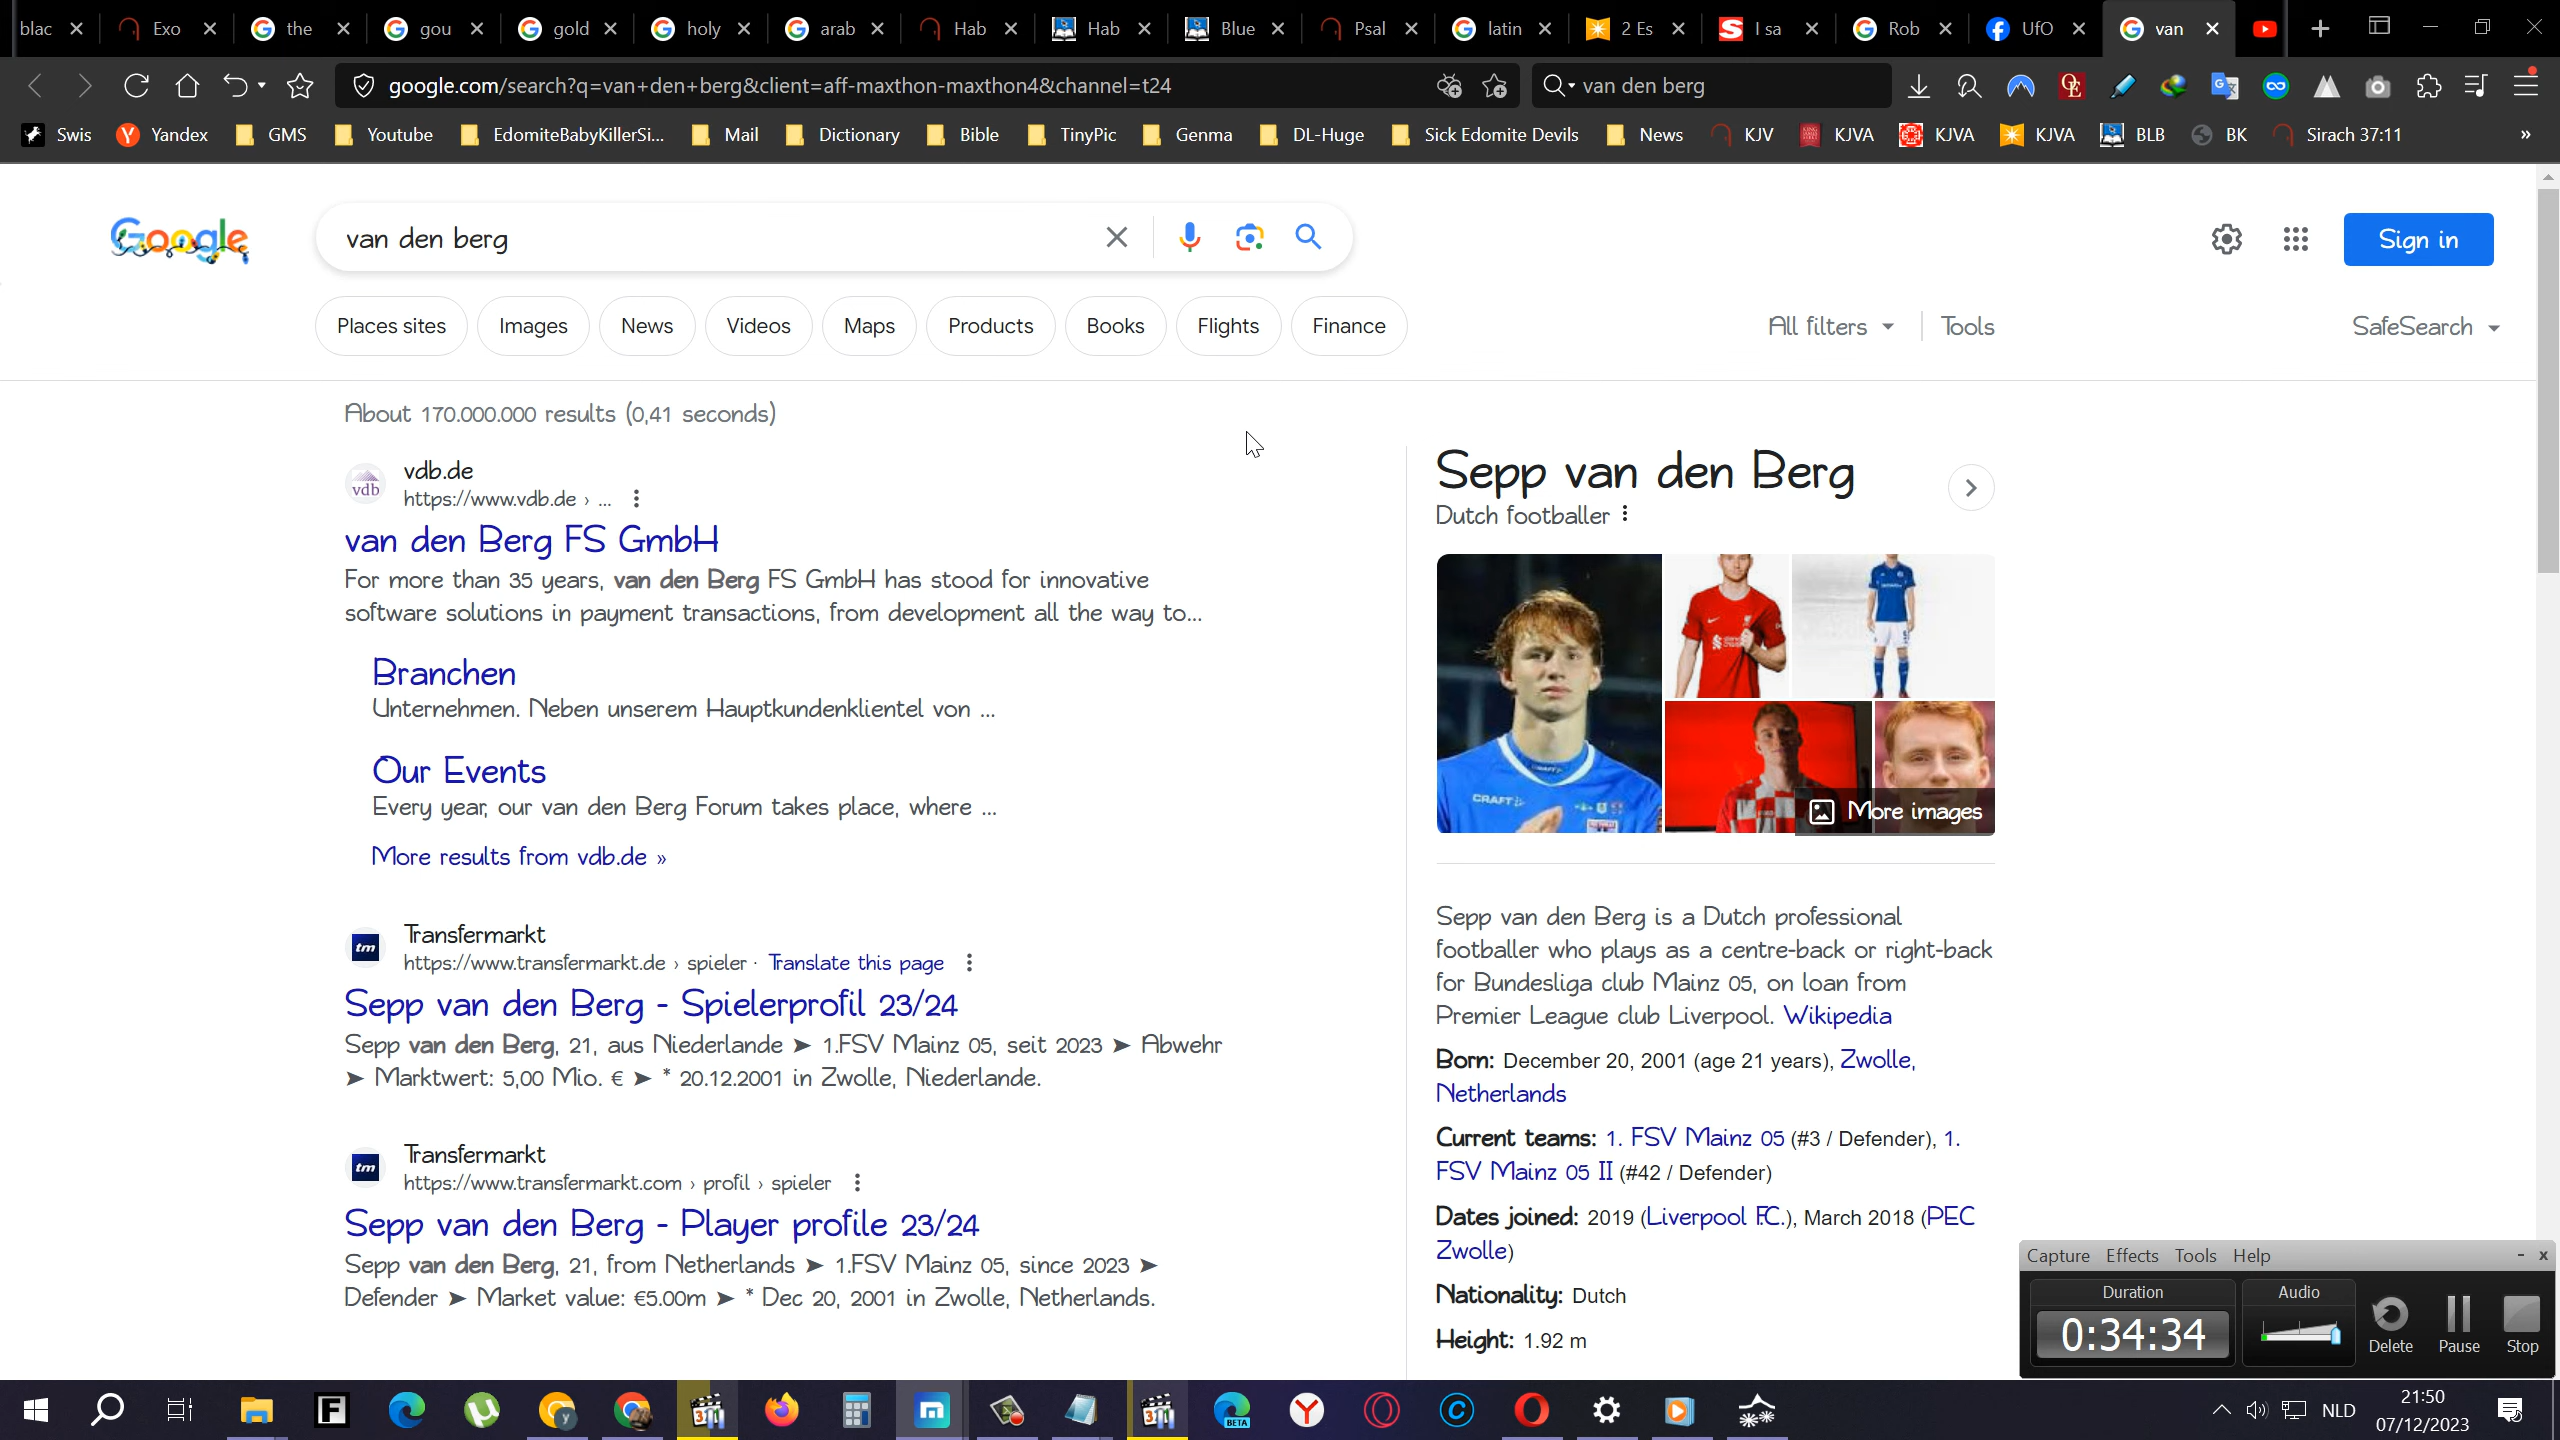 blac
Exo
the
gou
gold
holy
arab
Hab
Hab
Blue
Psal
latin
2 Es
I sa
Rob
UfO
van
google.com/search?q=van+den+berg&client=aff-maxthon-maxthon4&channel=t24
van den berg
Swis
Yandex
GMS
Youtube
EdomiteBabyKillerSi...
Mail
Dictionary
Bible
TinyPic
Genma
DL-Huge
Sick Edomite Devils
News
KJV
KJVA
KJVA
KJVA
BLB
BK
Sirach 37:11
»
Google
van den berg
Sign in
Places sites
Images
News
Videos
Maps
Products
Books
Flights
Finance
All filters
Tools
SafeSearch
About 170.000.000 results (0,41 seconds)
vdb
vdb.de
https://www.vdb.de › ...
van den Berg FS GmbH
For more than 35 years, van den Berg FS GmbH has stood for innovative
software solutions in payment transactions, from development all the way to...
Branchen
Unternehmen. Neben unserem Hauptkundenklientel von ...
Our Events
Every year, our van den Berg Forum takes place, where ...
More results from vdb.de »
tm
Transfermarkt
https://www.transfermarkt.de › spieler · Translate this page
Sepp van den Berg - Spielerprofil 23/24
Sepp van den Berg, 21, aus Niederlande ➤ 1.FSV Mainz 05, seit 2023 ➤ Abwehr
➤ Marktwert: 5,00 Mio. € ➤ * 20.12.2001 in Zwolle, Niederlande.
tm
Transfermarkt
https://www.transfermarkt.com › profil › spieler
Sepp van den Berg - Player profile 23/24
Sepp van den Berg, 21, from Netherlands ➤ 1.FSV Mainz 05, since 2023 ➤
Defender ➤ Market value: €5.00m ➤ * Dec 20, 2001 in Zwolle, Netherlands.
Sepp van den Berg
Dutch footballer
CRAFT
More images
Sepp van den Berg is a Dutch professional
footballer who plays as a centre-back or right-back
for Bundesliga club Mainz 05, on loan from
Premier League club Liverpool. Wikipedia
Born: December 20, 2001 (age 21 years), Zwolle,
Netherlands
Current teams: 1. FSV Mainz 05 (#3 / Defender), 1.
FSV Mainz 05 II (#42 / Defender)
Dates joined: 2019 (Liverpool F.C.), March 2018 (PEC
Zwolle)
Nationality: Dutch
Height: 1.92 m
Capture Effects Tools Help
- x
Duration
Audio
0:34:34
Delete
Pause
Stop
BETA
NLD
21:50
07/12/2023